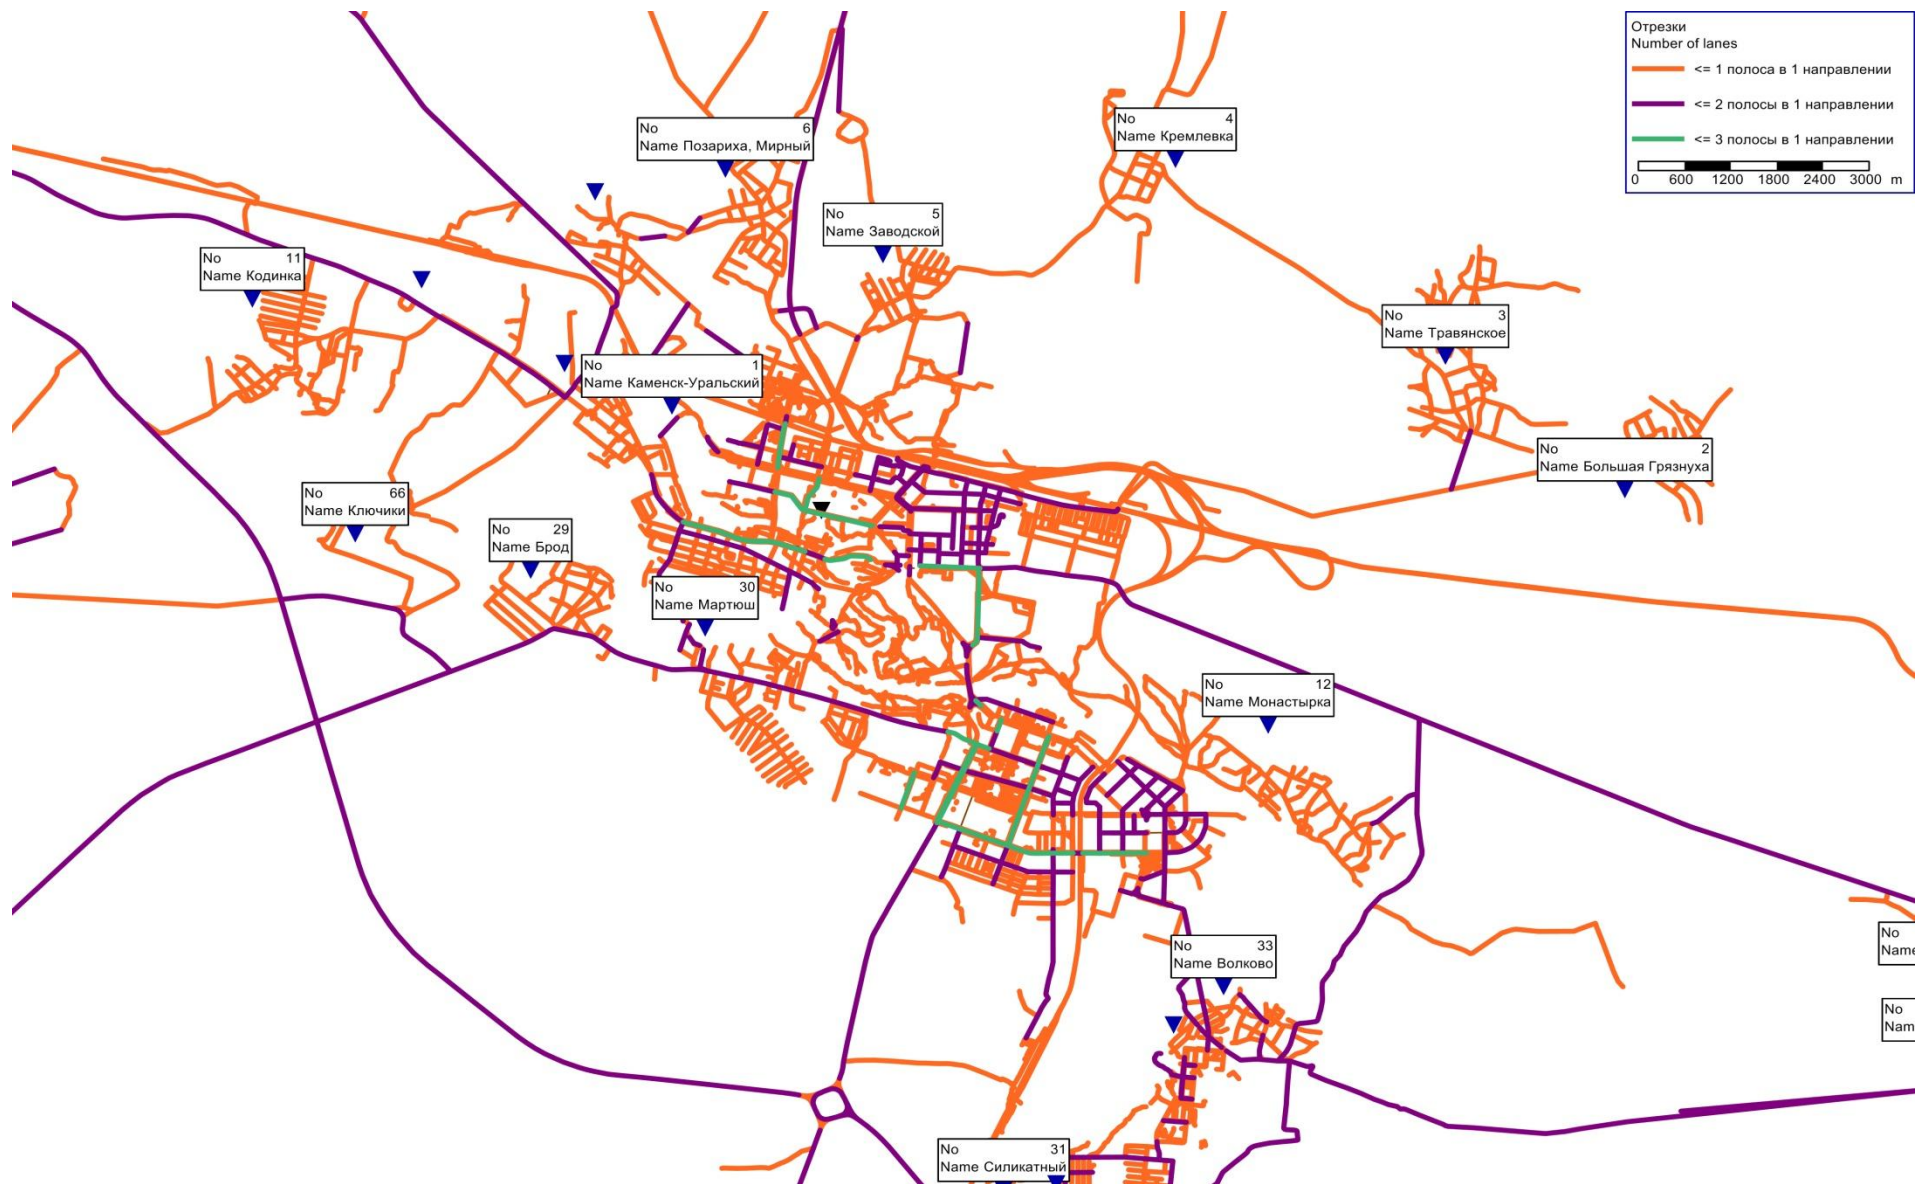 Отрезки
Number of lanes
<= 1 полоса в 1 направлении
<= 2 полосы в 1 направлении
<= 3 полосы в 1 направлении
0 600 1200 1800 2400 3000 m
No 6
Name Позариха, Мирный
No 4
Name Кремлевка
No 5
Name Заводской
No 11
Name Кодинка
No 3
Name Травянское
No 1
Name Каменск-Уральский
No 2
Name Большая Грязнуха
No 66
Name Ключики
No 29
Name Брод
No 30
Name Мартюш
No 12
Name Монастырка
No 33
Name Волково
No
Name
No
Nam
No 31
Name Силикатный